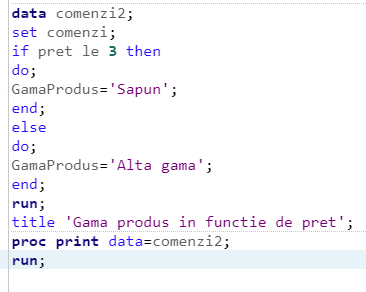 data comenzi2;
set comenzi;
if pret le 3 then
do;
GamaProdus='Sapun';
end;
else
do;
GamaProdus='Alta gama';
end;
run;
title 'Gama produs in functie de pret';
proc print data=comenzi2;
run;